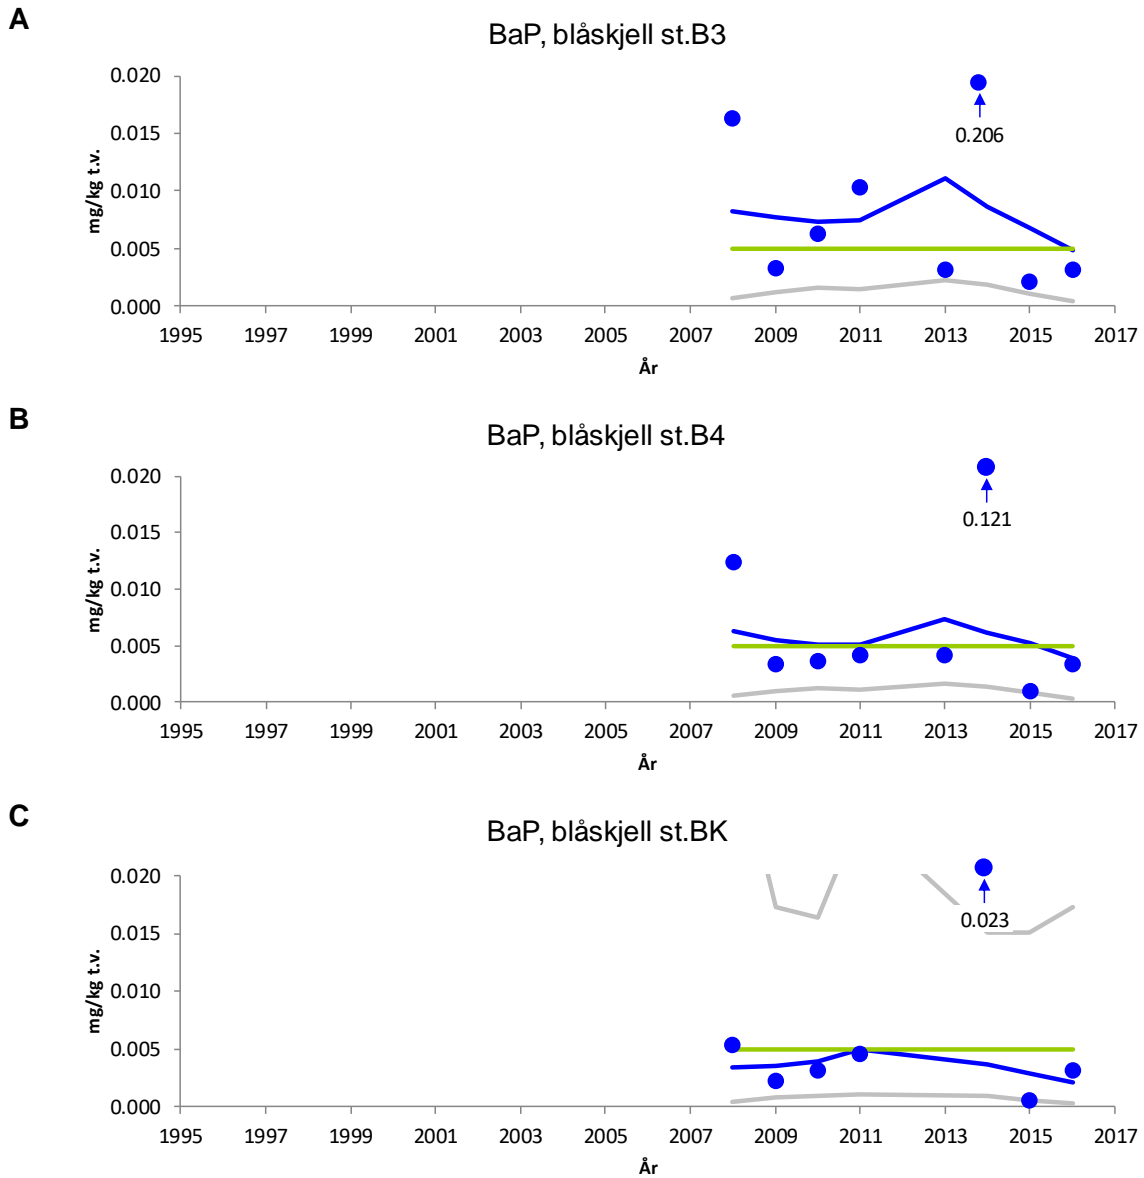 A
BaP, blåskjell st.B3
mg/kg t.v.
0.020
0.015
0.010
0.005
0.000
0.206
1995 1997 1999 2001 2003 2005 2007 2009 2011 2013 2015 2017
År
B
BaP, blåskjell st.B4
mg/kg t.v.
0.020
0.015
0.010
0.005
0.000
0.121
1995 1997 1999 2001 2003 2005 2007 2009 2011 2013 2015 2017
År
C
BaP, blåskjell st.BK
mg/kg t.v.
0.020
0.015
0.010
0.005
0.000
0.023
1995 1997 1999 2001 2003 2005 2007 2009 2011 2013 2015 2017
År